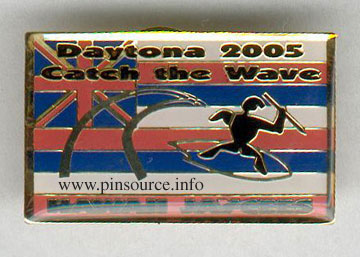 Daytona 2005
Catch the Wave
www.pinsource.info